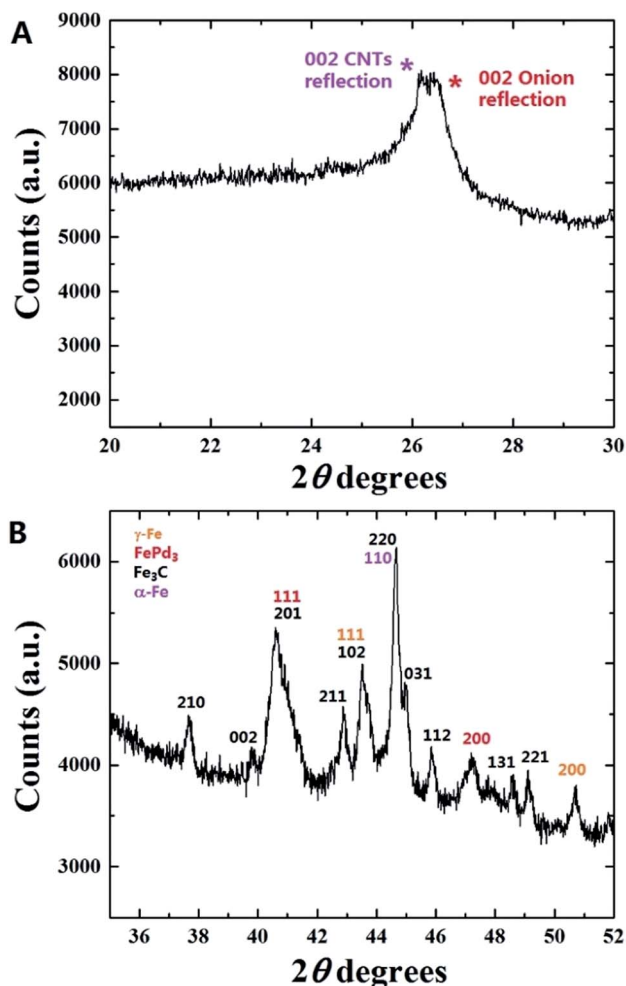 A
9000
8000
7000
6000
5000
4000
3000
2000
Counts (a.u.)
002 CNTs
reflection
*
*
002 Onion
reflection
20 22 24 26 28 30
2θ degrees
B
6000
5000
4000
3000
Counts (a.u.)
γ-Fe
FePd₃
Fe₃C
α-Fe
210
002
111
201
211
111
102
220
110
031
112
200
131
221
200
36 38 40 42 44 46 48 50 52
2θ degrees